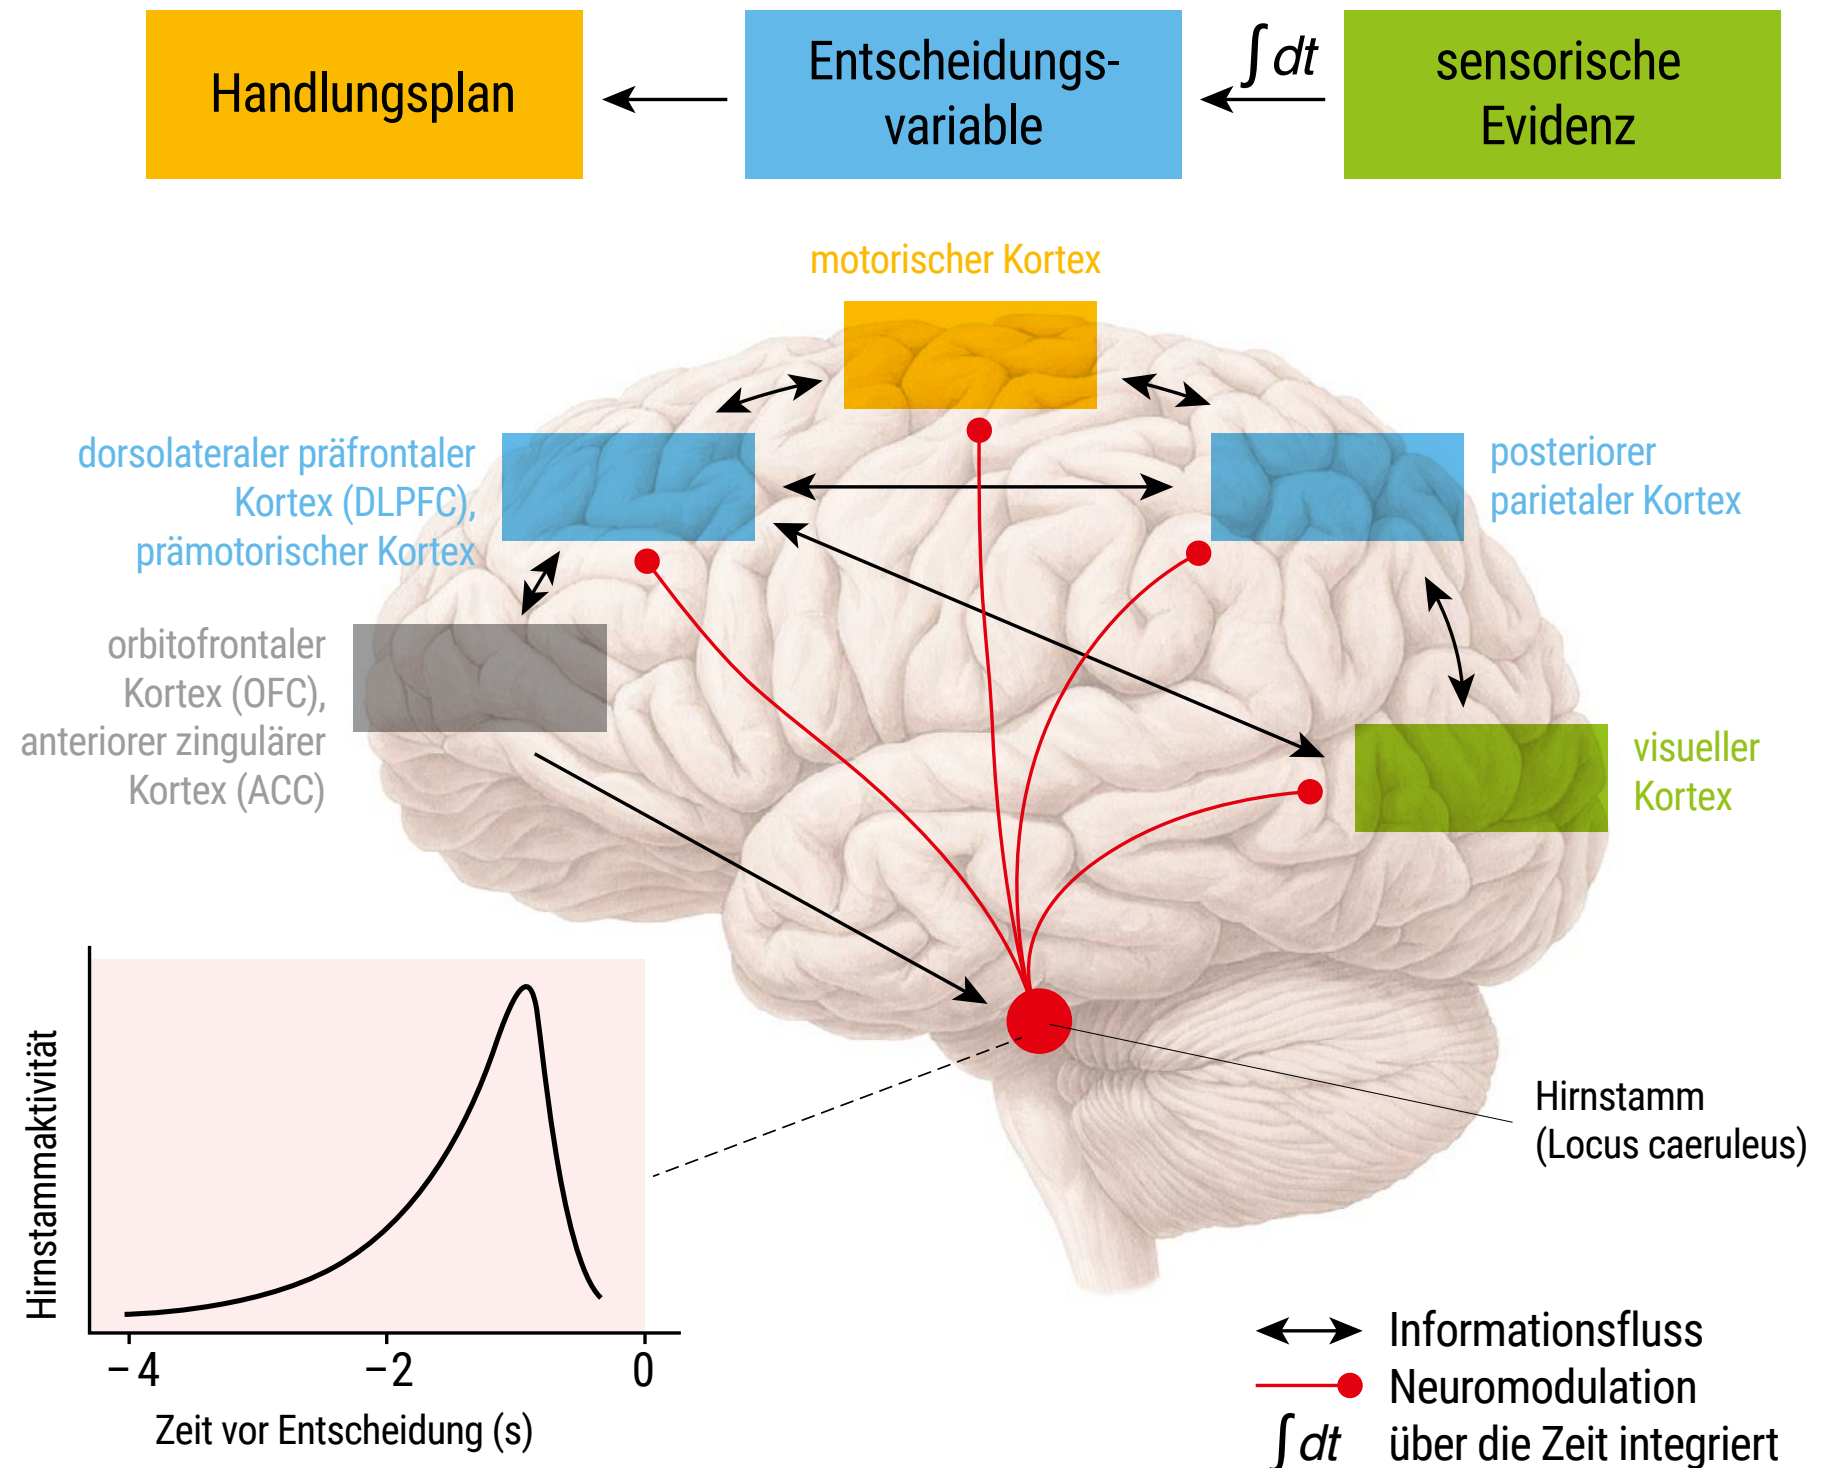 Handlungsplan
Entscheidungs-
variable
∫ dt
sensorische
Evidenz
motorischer Kortex
dorsolateraler präfrontaler
Kortex (DLPFC),
prämotorischer Kortex
posteriorer
parietaler Kortex
orbitofrontaler
Kortex (OFC),
anteriorer zingulärer
Kortex (ACC)
visueller
Kortex
Hirnstamm
(Locus caeruleus)
Hirnstammaktivität
−4 −2 0
Zeit vor Entscheidung (s)
Informationsfluss
Neuromodulation
∫ dt über die Zeit integriert